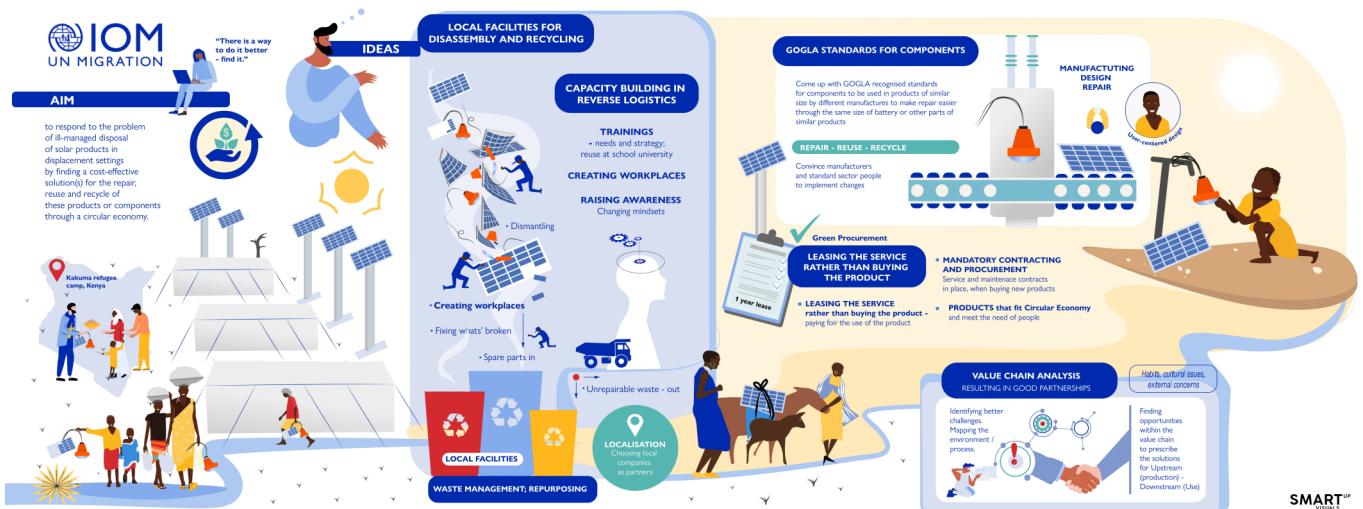 IOM
UN MIGRATION
"There is a way
to do it better
- find it."
IDEAS
AIM
to respond to the problem
of ill-managed disposal
of solar products in
displacement settings
by finding a cost-effective
solution(s) for the repair,
reuse and recycle of
these products or components
through a circular economy.
Kakuma refugee
camp, Kenya
LOCAL FACILITIES FOR
DISASSEMBLY AND RECYCLING
CAPACITY BUILDING IN
REVERSE LOGISTICS
TRAININGS
- needs and strategy;
reuse at school university
CREATING WORKPLACES
RAISING AWARENESS
Changing mindsets
• Dismantling
• Creating workplaces
• Fixing whats' broken
• Spare parts in
• Unrepairable waste - out
LOCAL FACILITIES
WASTE MANAGEMENT; REPURPOSING
LOCALISATION
Choosing local
companies
as partners
GOGLA STANDARDS FOR COMPONENTS
Come up with GOGLA recognised standards
for components to be used in products of similar
size by different manufactures to make repair easier
through the same size of battery or other parts of
similar products
REPAIR - REUSE - RECYCLE
Convince manufacturers
and standard sector people
to implement changes
MANUFACTUTING
DESIGN
REPAIR
User-centered design
1 year lease
Green Procurement
LEASING THE SERVICE
RATHER THAN BUYING
THE PRODUCT
• LEASING THE SERVICE
rather than buying the product -
paying foir the use of the product
• MANDATORY CONTRACTING
AND PROCUREMENT
Service and maintenace contracts
in place, when buying new products
• PRODUCTS that fit Circular Economy
and meet the need of people
VALUE CHAIN ANALYSIS
RESULTING IN GOOD PARTNERSHIPS
Habits, cultural issues,
external concerns
Identifying better
challenges.
Mapping the
environment /
process.
Finding
opportunities
within the
value chain
to prescribe
the solutions
for Upstream
(production) -
Downstream (Use)
SMART UP
VISUALS